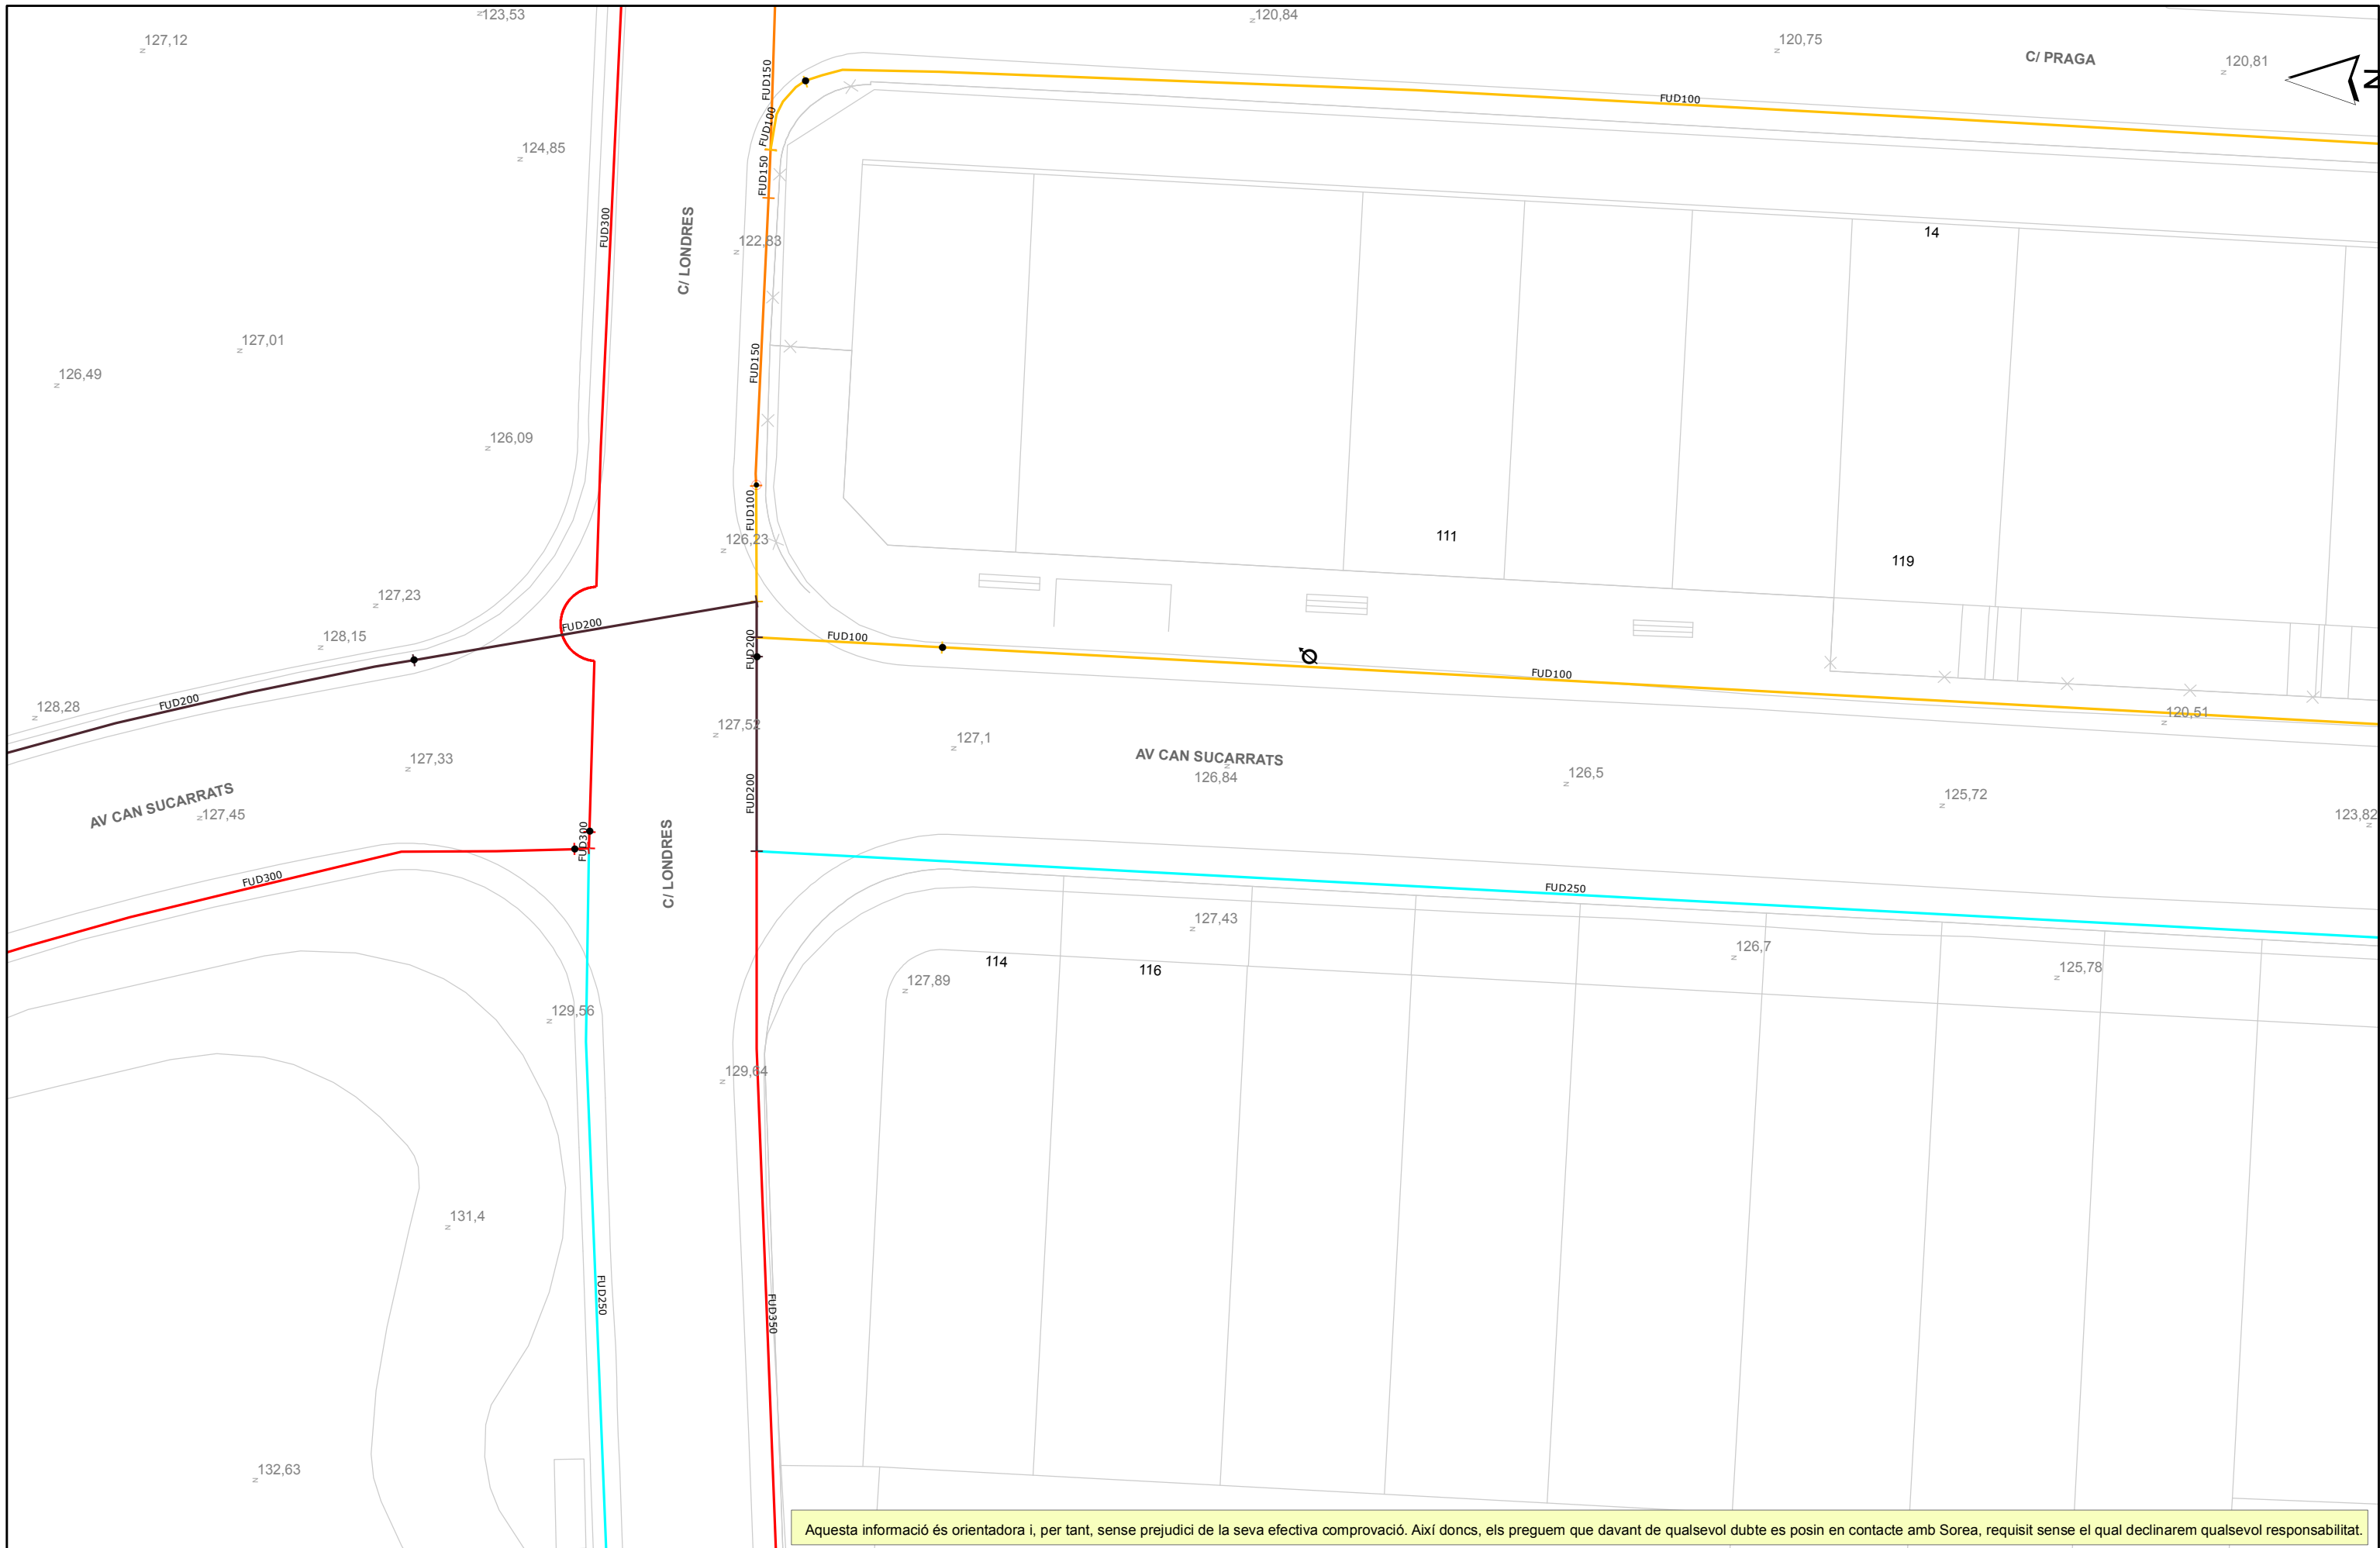 123,53
120,84
127,12
120,75
C/ PRAGA
120,81
N
FUD150
FUD100
FUD100
124,85
FUD150
FUD300
C/ LONDRES
122,83
14
127,01
FUD150
126,49
126,09
FUD100
126,23
111
119
127,23
128,15
FUD200
FUD200
FUD100
FUD100
FUD200
128,28
127,52
127,1
120,51
AV CAN SUCARRATS
127,33
126,84
126,5
FUD200
125,72
AV CAN SUCARRATS
127,45
123,82
FUD300
C/ LONDRES
FUD300
FUD250
127,43
126,7
114
116
125,78
127,89
129,56
129,64
131,4
FUD250
FUD350
132,63
Aquesta informació és orientadora i, per tant, sense prejudici de la seva efectiva comprovació. Així doncs, els preguem que davant de qualsevol dubte es posin en contacte amb Sorea, requisit sense el qual declinarem qualsevol responsabilitat.